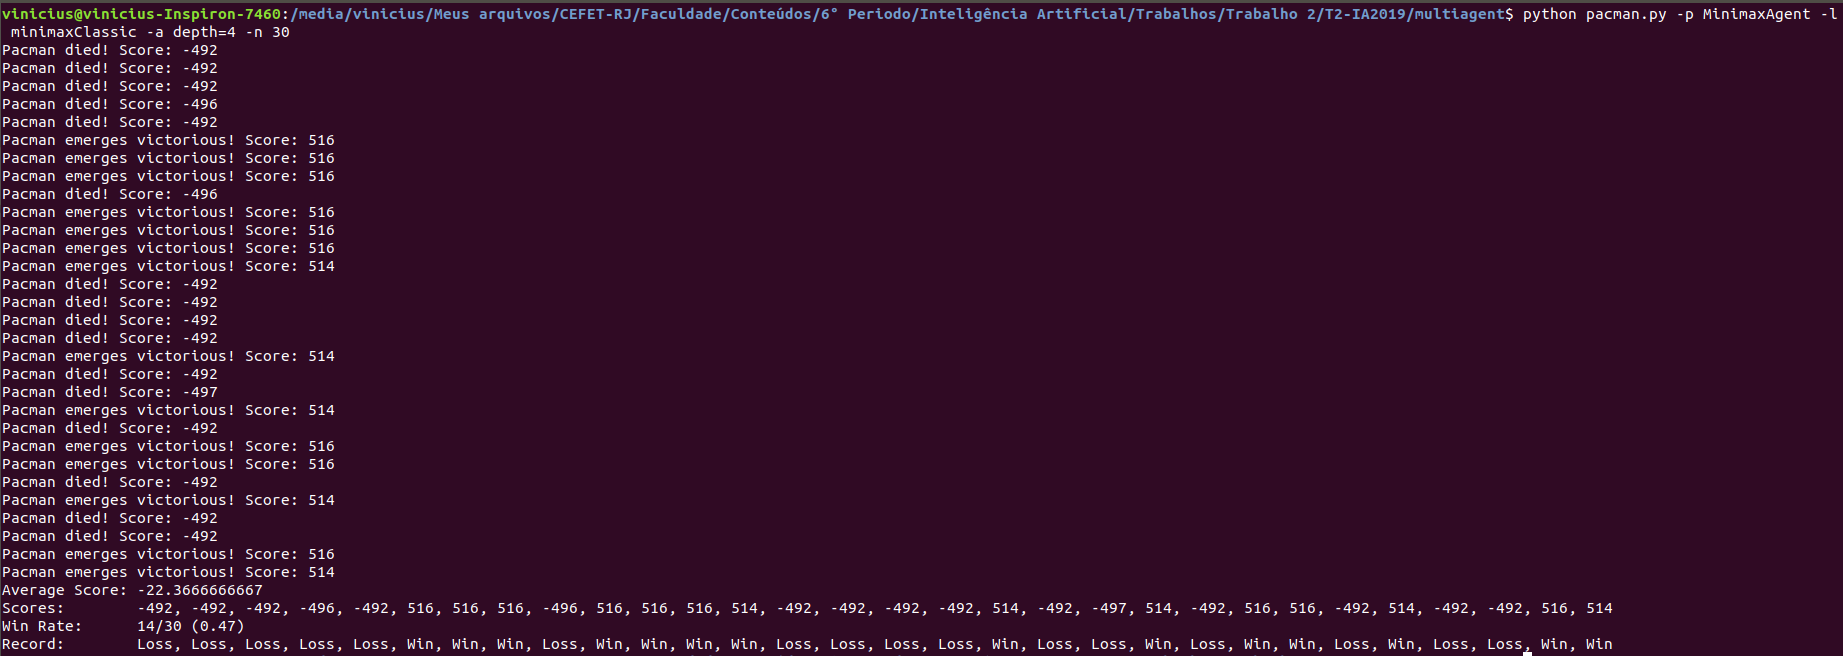 vinicius@vinicius-Inspiron-7460:/media/vinicius/Meus arquivos/CEFET-RJ/Faculdade/Conteúdos/6° Periodo/Inteligência Artificial/Trabalhos/Trabalho 2/T2-IA2019/multiagent$ python pacman.py -p MinimaxAgent -l
minimaxClassic -a depth=4 -n 30
Pacman died! Score: -492
Pacman died! Score: -492
Pacman died! Score: -492
Pacman died! Score: -496
Pacman died! Score: -492
Pacman emerges victorious! Score: 516
Pacman emerges victorious! Score: 516
Pacman emerges victorious! Score: 516
Pacman died! Score: -496
Pacman emerges victorious! Score: 516
Pacman emerges victorious! Score: 516
Pacman emerges victorious! Score: 516
Pacman emerges victorious! Score: 514
Pacman died! Score: -492
Pacman died! Score: -492
Pacman died! Score: -492
Pacman died! Score: -492
Pacman emerges victorious! Score: 514
Pacman died! Score: -492
Pacman died! Score: -497
Pacman emerges victorious! Score: 514
Pacman died! Score: -492
Pacman emerges victorious! Score: 516
Pacman emerges victorious! Score: 516
Pacman died! Score: -492
Pacman emerges victorious! Score: 514
Pacman died! Score: -492
Pacman died! Score: -492
Pacman emerges victorious! Score: 516
Pacman emerges victorious! Score: 514
Average Score: -22.3666666667
Scores: -492, -492, -492, -496, -492, 516, 516, 516, -496, 516, 516, 516, 514, -492, -492, -492, -492, 514, -492, -497, 514, -492, 516, 516, -492, 514, -492, -492, 516, 514
Win Rate: 14/30 (0.47)
Record: Loss, Loss, Loss, Loss, Loss, Win, Win, Win, Loss, Win, Win, Win, Win, Loss, Loss, Loss, Loss, Win, Loss, Loss, Win, Loss, Win, Win, Loss, Win, Loss, Loss, Win, Win